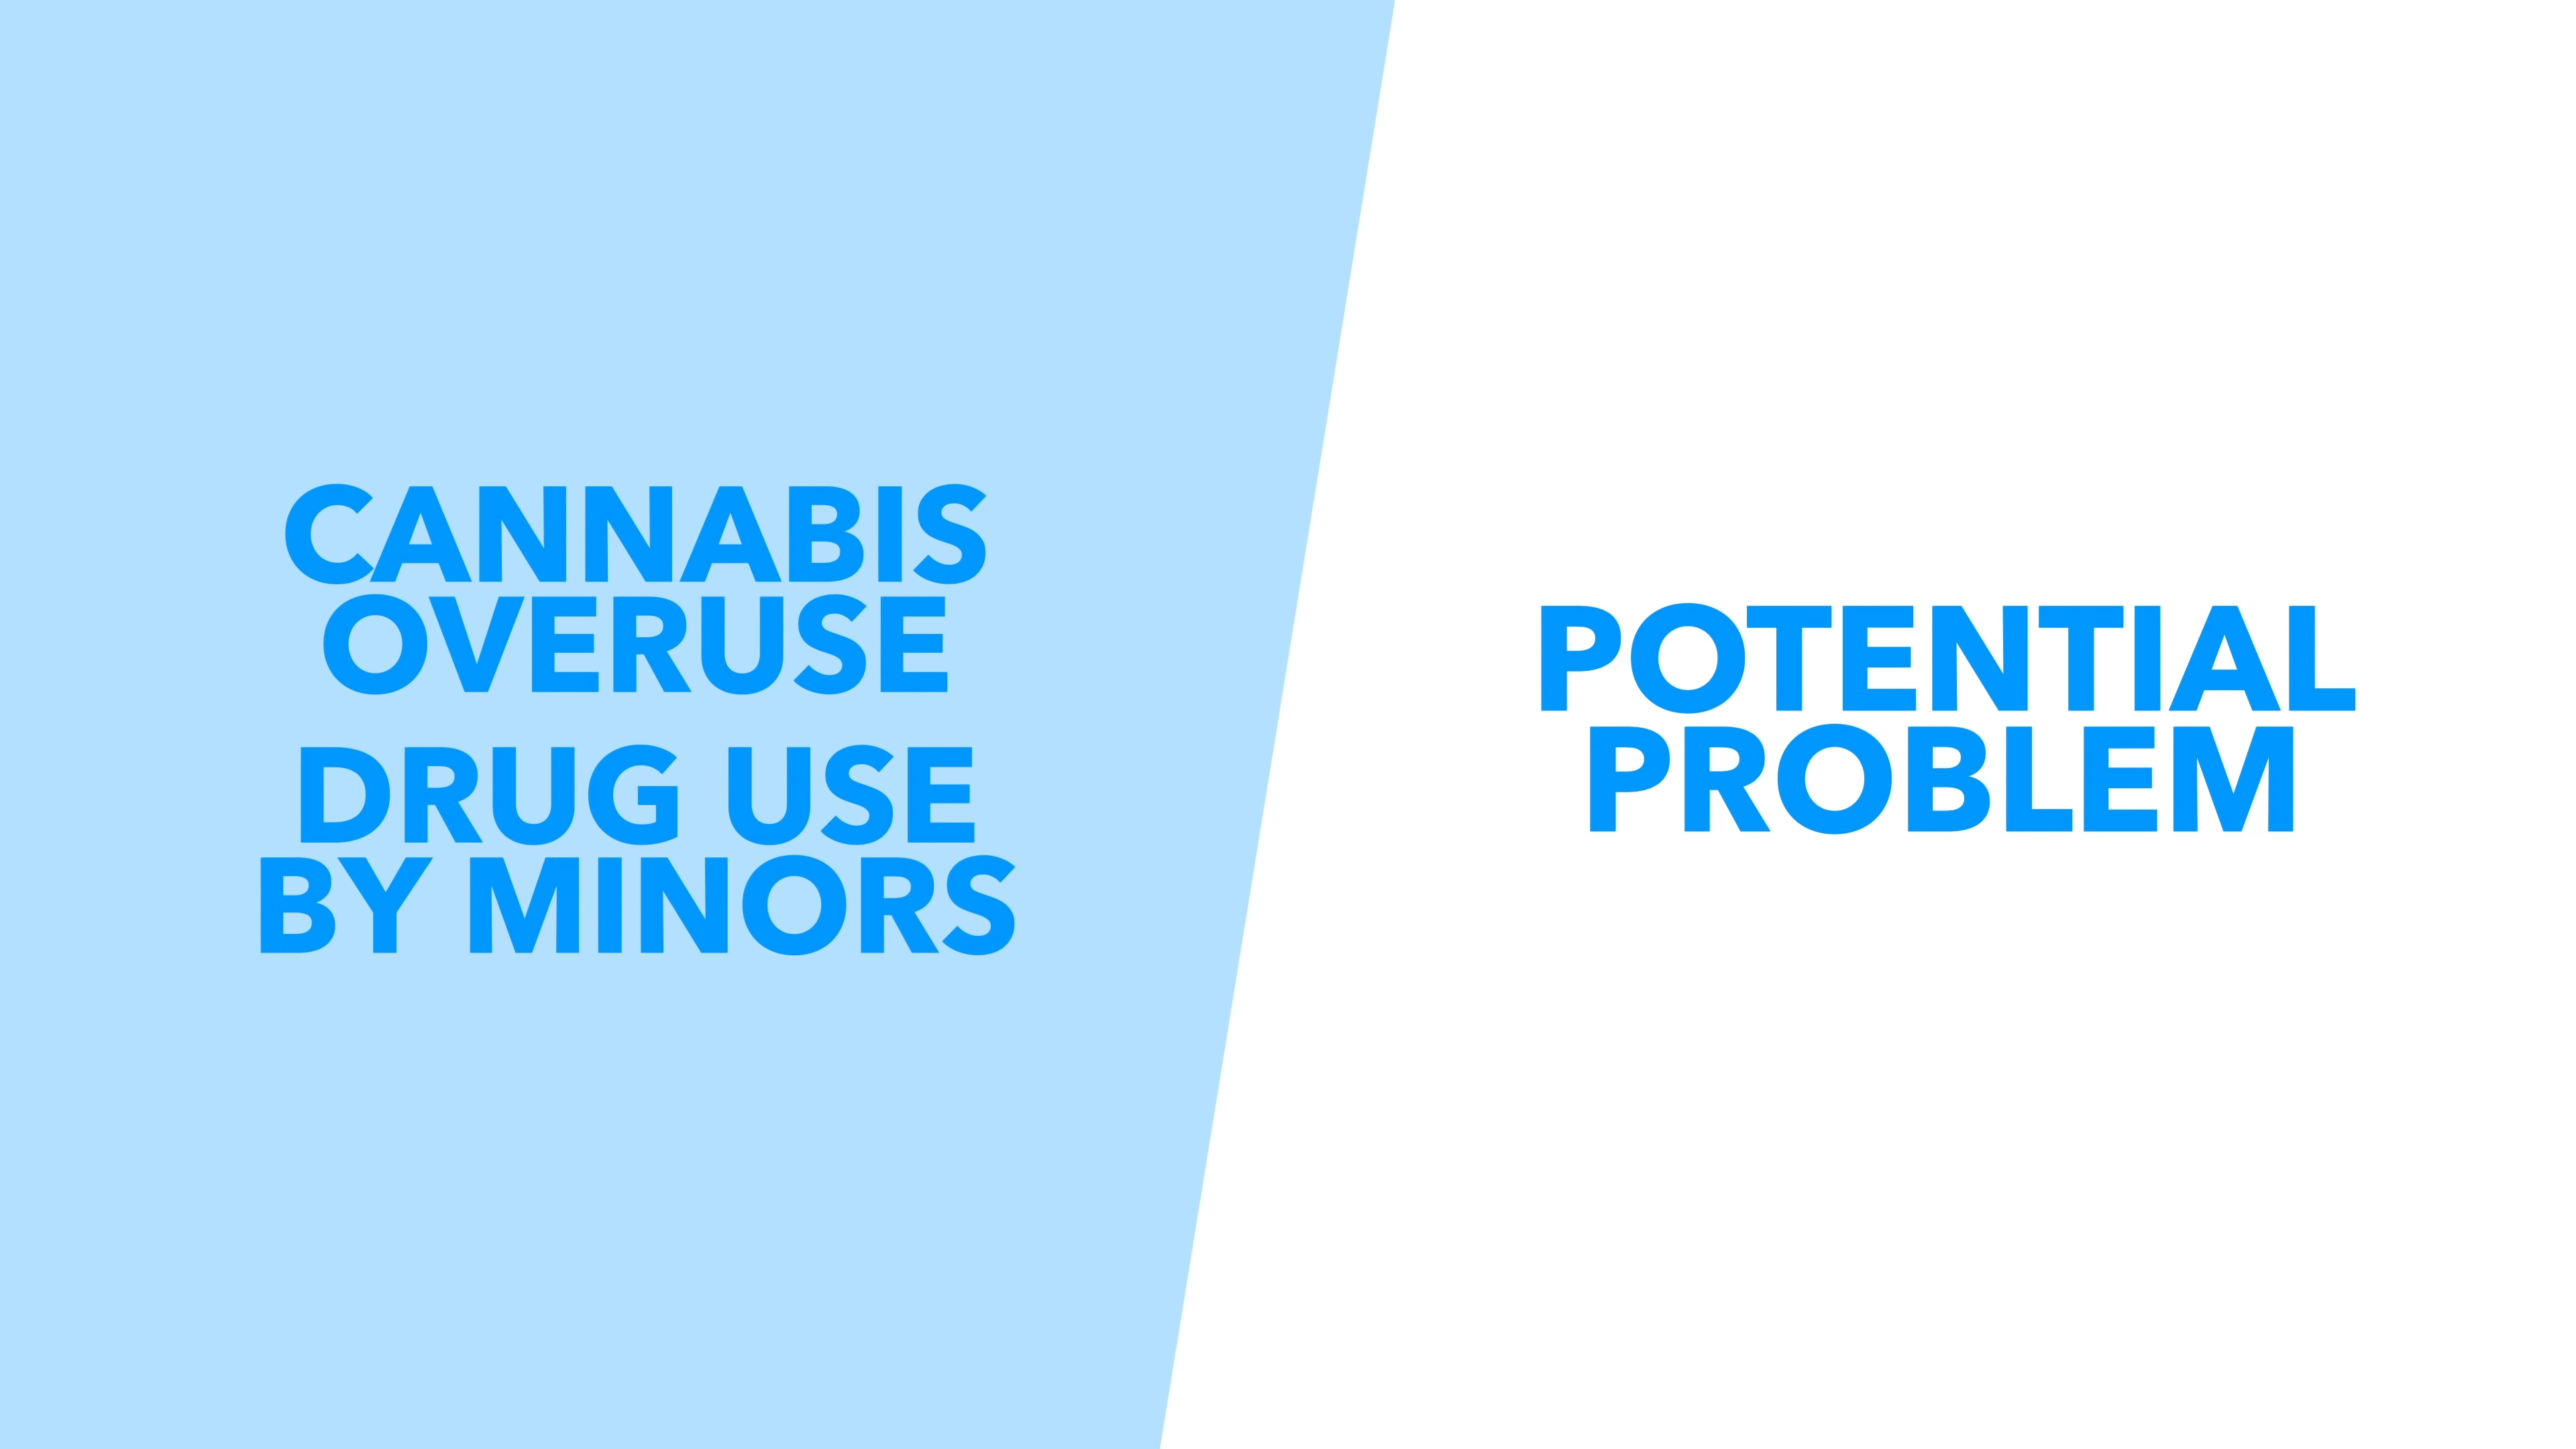 CANNABIS
OVERUSE
DRUG USE
BY MINORS
POTENTIAL
PROBLEM